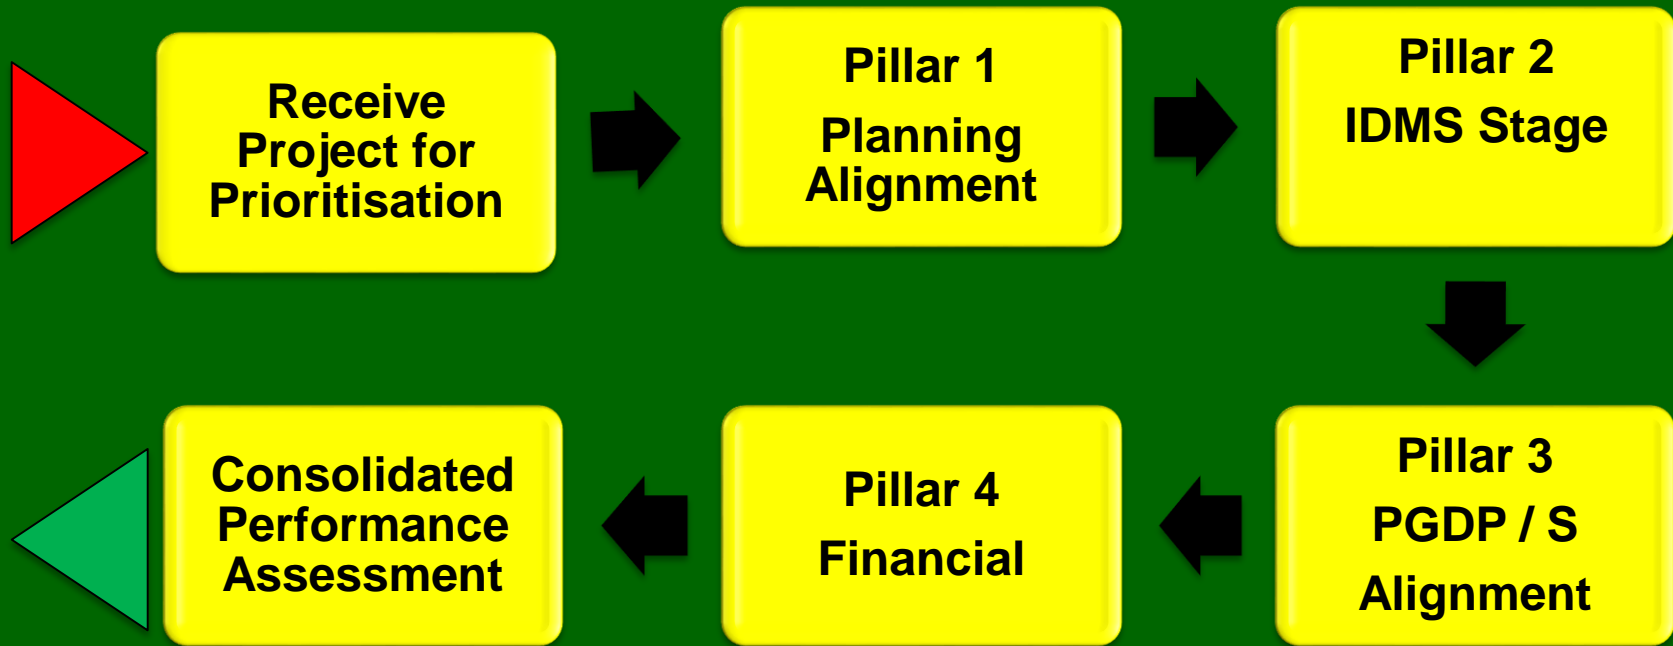 Receive
Project for
Prioritisation
Pillar 1
Planning
Alignment
Pillar 2
IDMS Stage
Pillar 3
PGDP / S
Alignment
Pillar 4
Financial
Consolidated
Performance
Assessment